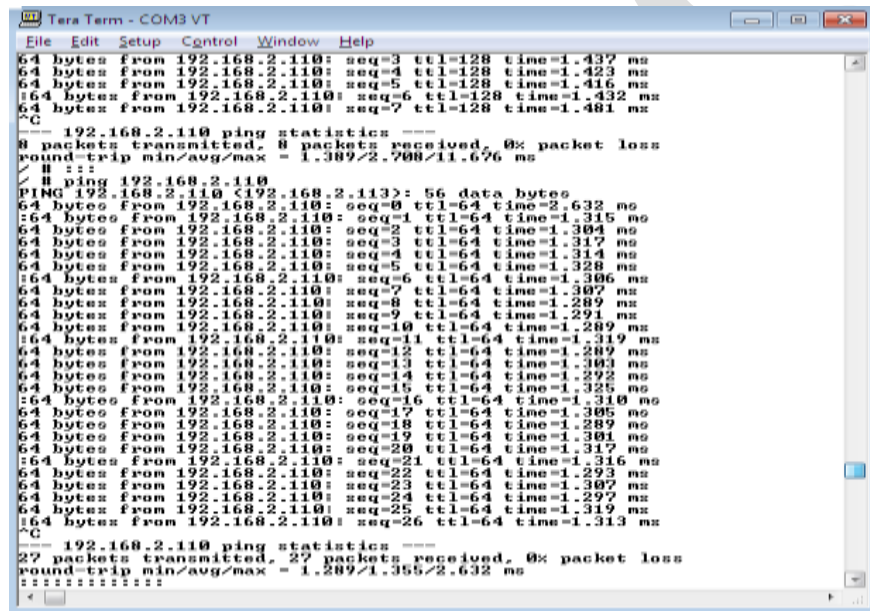 Tera Term - COM3 VT
File Edit Setup Control Window Help
64 bytes from 192.168.2.110: seq=3 ttl=128 time=1.437 ms
64 bytes from 192.168.2.110: seq=4 ttl=128 time=1.423 ms
64 bytes from 192.168.2.110: seq=5 ttl=128 time=1.416 ms
:64 bytes from 192.168.2.110: seq=6 ttl=128 time=1.432 ms
64 bytes from 192.168.2.110: seq=7 ttl=128 time=1.481 ms
^C
--- 192.168.2.110 ping statistics ---
8 packets transmitted, 8 packets received, 0% packet loss
round-trip min/avg/max = 1.389/2.708/11.676 ms
/ # :::
/ # ping 192.168.2.110
PING 192.168.2.110 (192.168.2.113): 56 data bytes
64 bytes from 192.168.2.110: seq=0 ttl=64 time=2.632 ms
:64 bytes from 192.168.2.110: seq=1 ttl=64 time=1.315 ms
64 bytes from 192.168.2.110: seq=2 ttl=64 time=1.304 ms
64 bytes from 192.168.2.110: seq=3 ttl=64 time=1.317 ms
64 bytes from 192.168.2.110: seq=4 ttl=64 time=1.314 ms
64 bytes from 192.168.2.110: seq=5 ttl=64 time=1.328 ms
:64 bytes from 192.168.2.110: seq=6 ttl=64 time=1.306 ms
64 bytes from 192.168.2.110: seq=7 ttl=64 time=1.307 ms
64 bytes from 192.168.2.110: seq=8 ttl=64 time=1.289 ms
64 bytes from 192.168.2.110: seq=9 ttl=64 time=1.291 ms
64 bytes from 192.168.2.110: seq=10 ttl=64 time=1.289 ms
:64 bytes from 192.168.2.110: seq=11 ttl=64 time=1.319 ms
64 bytes from 192.168.2.110: seq=12 ttl=64 time=1.289 ms
64 bytes from 192.168.2.110: seq=13 ttl=64 time=1.303 ms
64 bytes from 192.168.2.110: seq=14 ttl=64 time=1.292 ms
64 bytes from 192.168.2.110: seq=15 ttl=64 time=1.325 ms
:64 bytes from 192.168.2.110: seq=16 ttl=64 time=1.310 ms
64 bytes from 192.168.2.110: seq=17 ttl=64 time=1.305 ms
64 bytes from 192.168.2.110: seq=18 ttl=64 time=1.289 ms
64 bytes from 192.168.2.110: seq=19 ttl=64 time=1.301 ms
64 bytes from 192.168.2.110: seq=20 ttl=64 time=1.317 ms
:64 bytes from 192.168.2.110: seq=21 ttl=64 time=1.316 ms
64 bytes from 192.168.2.110: seq=22 ttl=64 time=1.293 ms
64 bytes from 192.168.2.110: seq=23 ttl=64 time=1.307 ms
64 bytes from 192.168.2.110: seq=24 ttl=64 time=1.297 ms
64 bytes from 192.168.2.110: seq=25 ttl=64 time=1.319 ms
:64 bytes from 192.168.2.110: seq=26 ttl=64 time=1.313 ms
^C
--- 192.168.2.110 ping statistics ---
27 packets transmitted, 27 packets received, 0% packet loss
round-trip min/avg/max = 1.289/1.355/2.632 ms
:::::::::::::